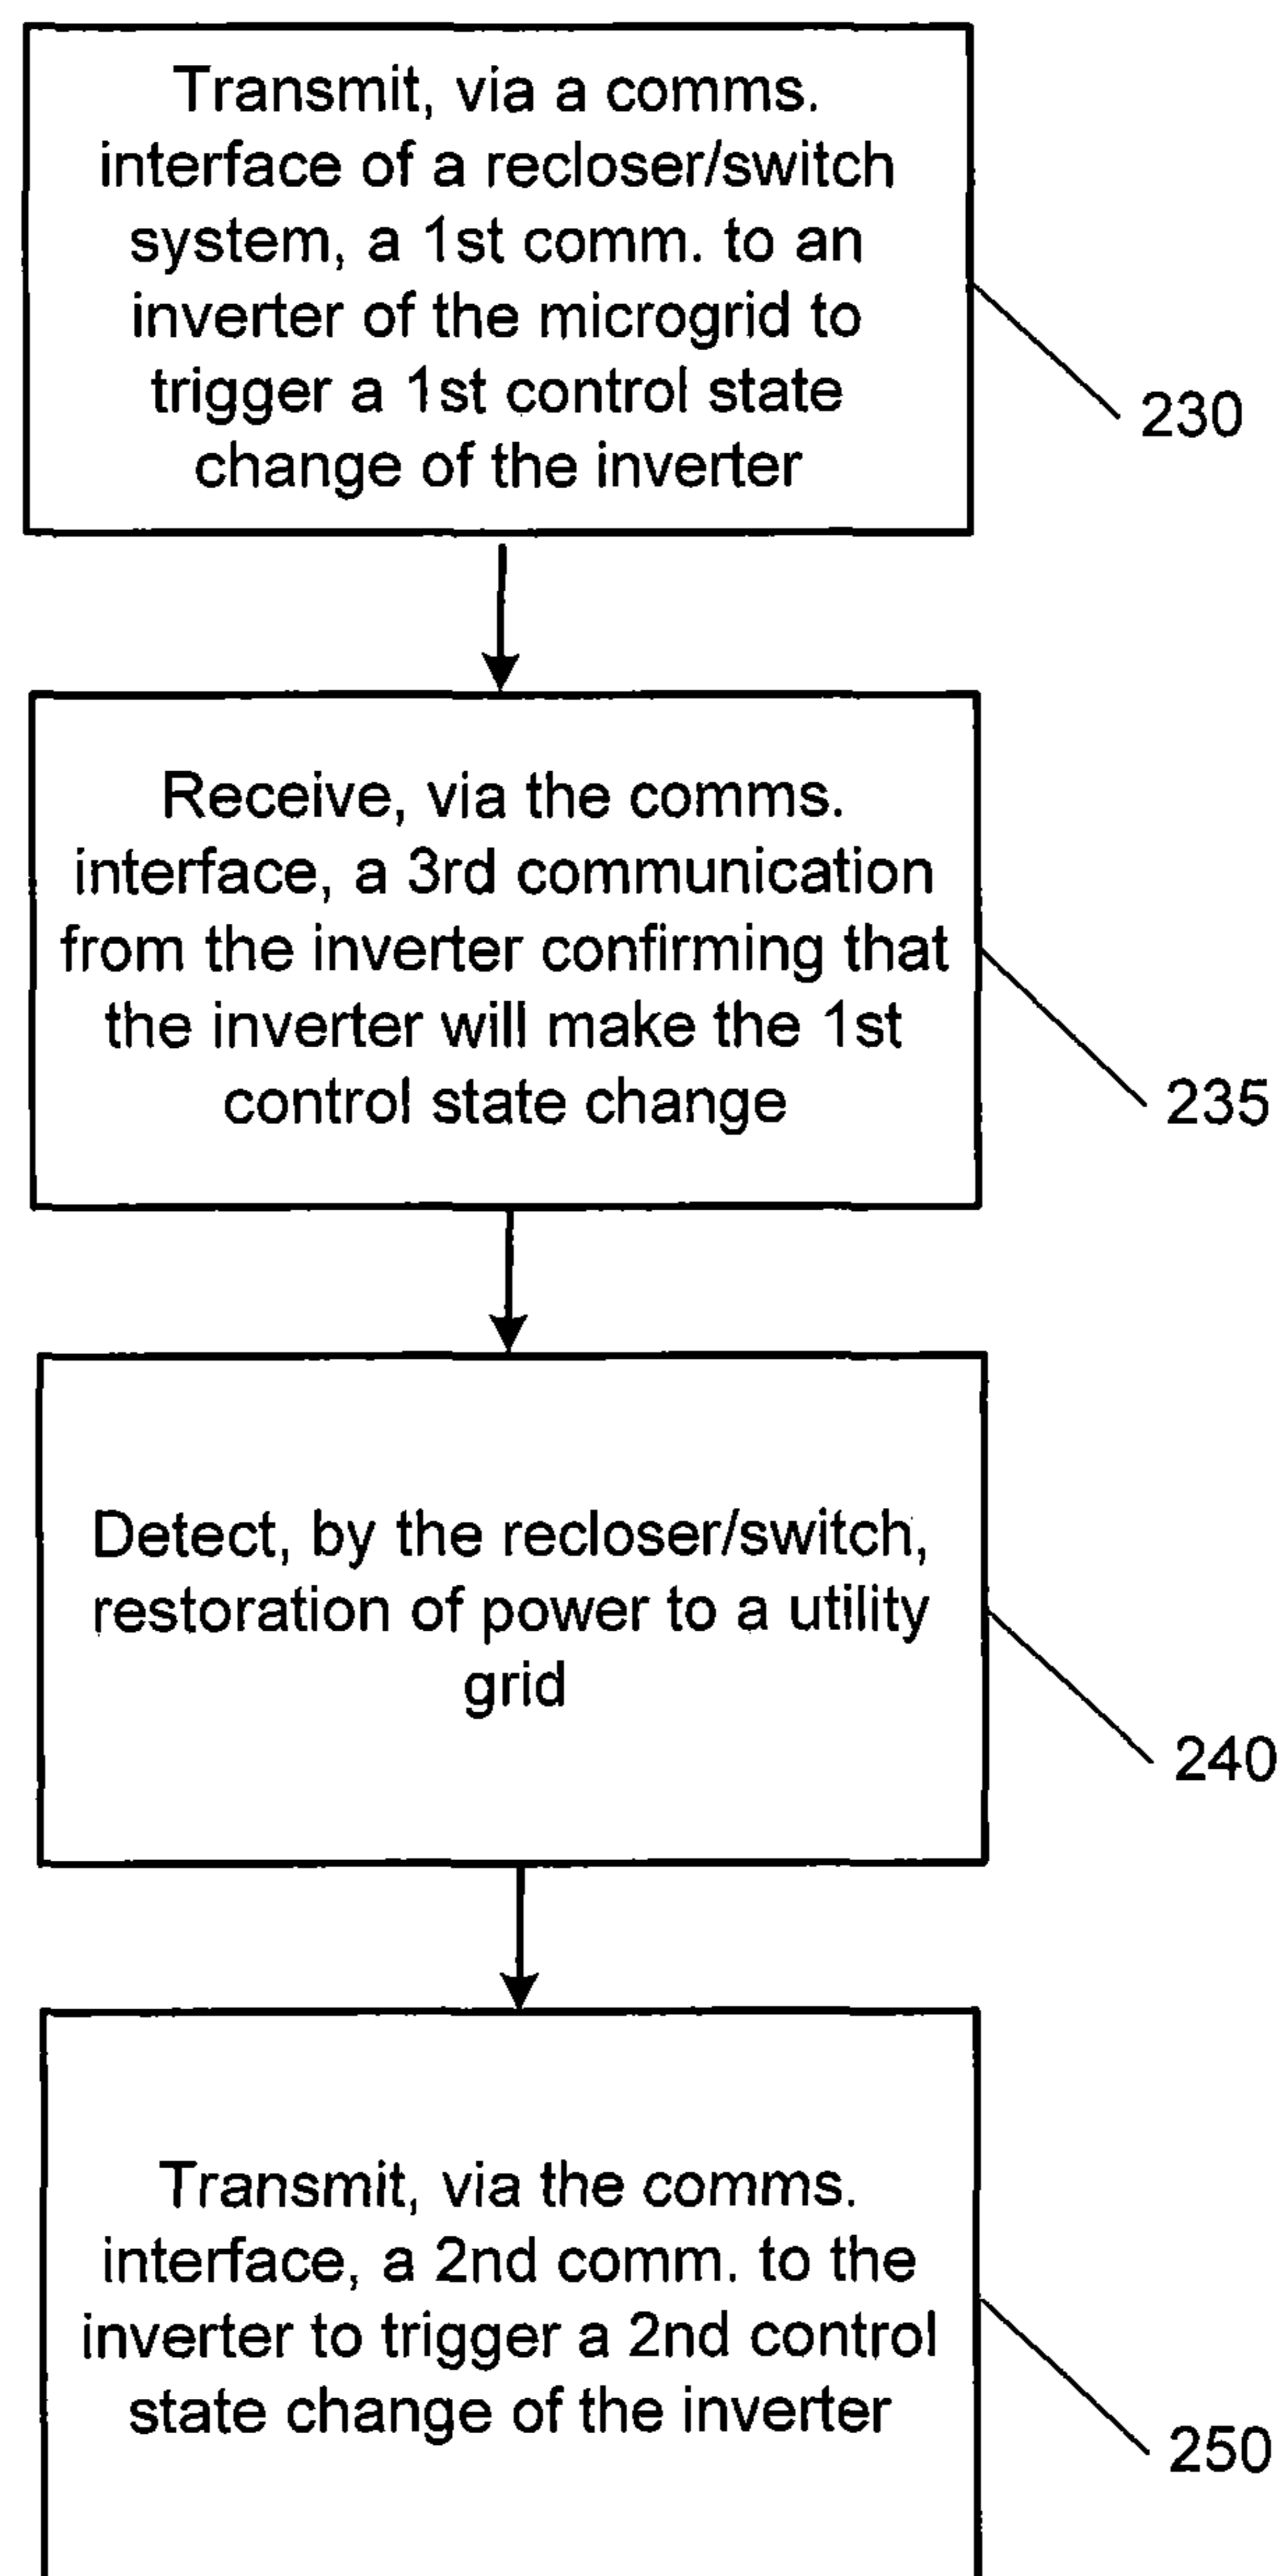 Transmit, via a comms.
interface of a recloser/switch
system, a 1st comm. to an
inverter of the microgrid to
trigger a 1st control state
change of the inverter
230
Receive, via the comms.
interface, a 3rd communication
from the inverter confirming that
the inverter will make the 1st
control state change
235
Detect, by the recloser/switch,
restoration of power to a utility
grid
240
Transmit, via the comms.
interface, a 2nd comm. to the
inverter to trigger a 2nd control
state change of the inverter
250